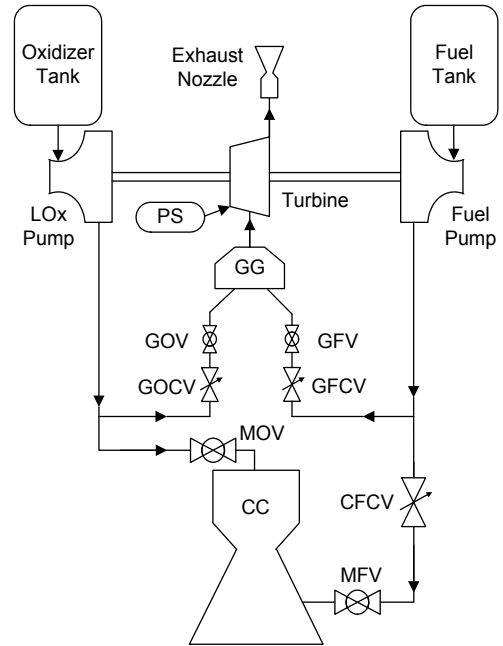 Oxidizer
Tank
Exhaust
Nozzle
Fuel
Tank
LOx
Pump
PS
Turbine
Fuel
Pump
GG
GOV
GFV
GOCV
GFCV
MOV
CC
CFCV
MFV